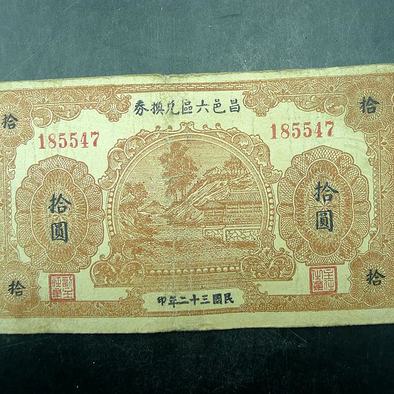 昌邑六區兌換券
拾 拾
185547 185547
拾圓 拾圓
拾 拾
民國三十二年印